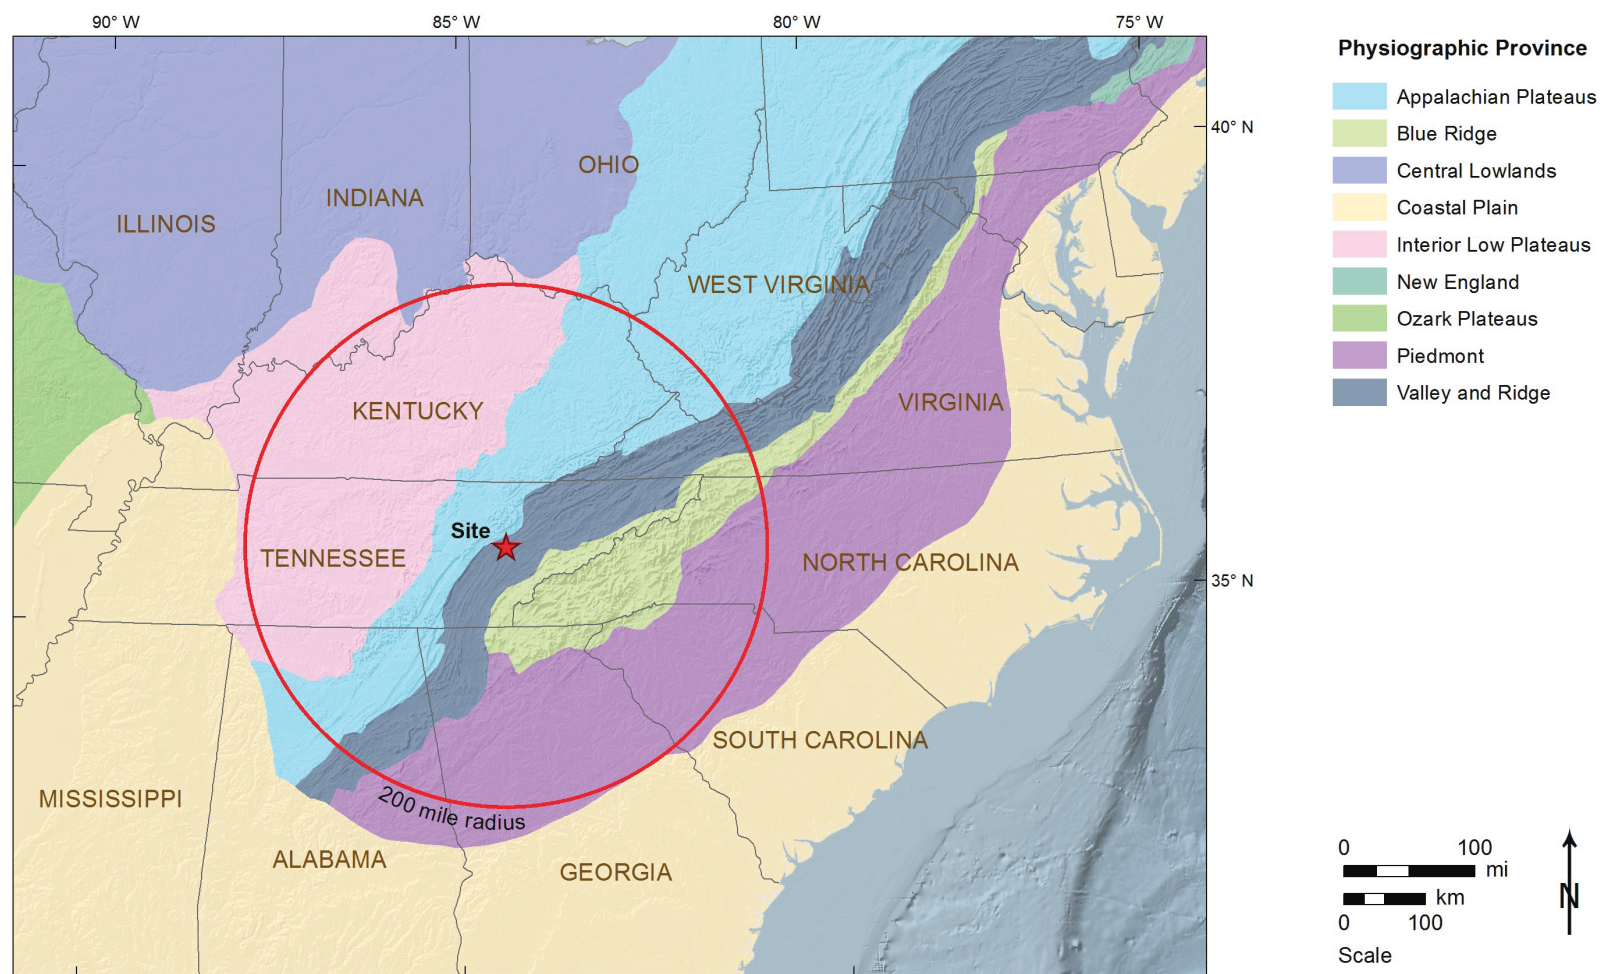 90° W
85° W
80° W
75° W
Physiographic Province
Appalachian Plateaus
Blue Ridge
Central Lowlands
Coastal Plain
Interior Low Plateaus
New England
Ozark Plateaus
Piedmont
Valley and Ridge
40° N
35° N
OHIO
INDIANA
ILLINOIS
WEST VIRGINIA
KENTUCKY
VIRGINIA
Site
TENNESSEE
NORTH CAROLINA
SOUTH CAROLINA
MISSISSIPPI
200 mile radius
ALABAMA
GEORGIA
0 100
mi
km
0 100
Scale
N